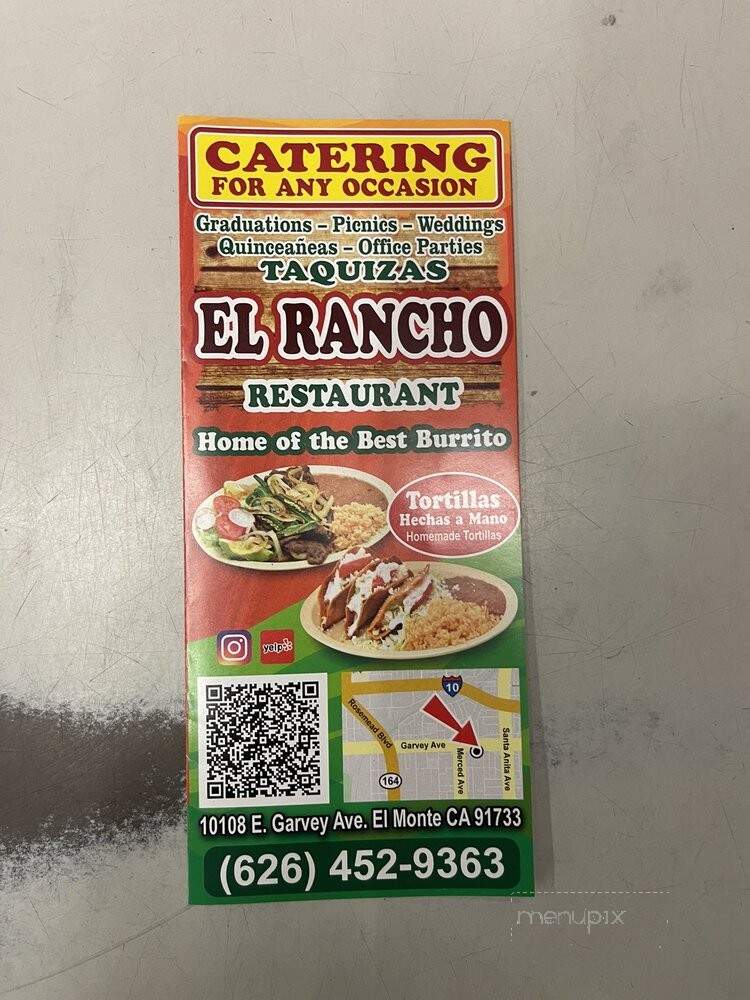 CATERING
FOR ANY OCCASION
Graduations – Picnics – Weddings
Quinceañeas – Office Parties
TAQUIZAS
EL RANCHO
RESTAURANT
Home of the Best Burrito
Tortillas
Hechas a Mano
Homemade Tortillas
yelp
10
Rosemead Blvd
Garvey Ave
Merced Ave
Santa Anita Ave
164
10108 E. Garvey Ave. El Monte CA 91733
(626) 452-9363
menupix